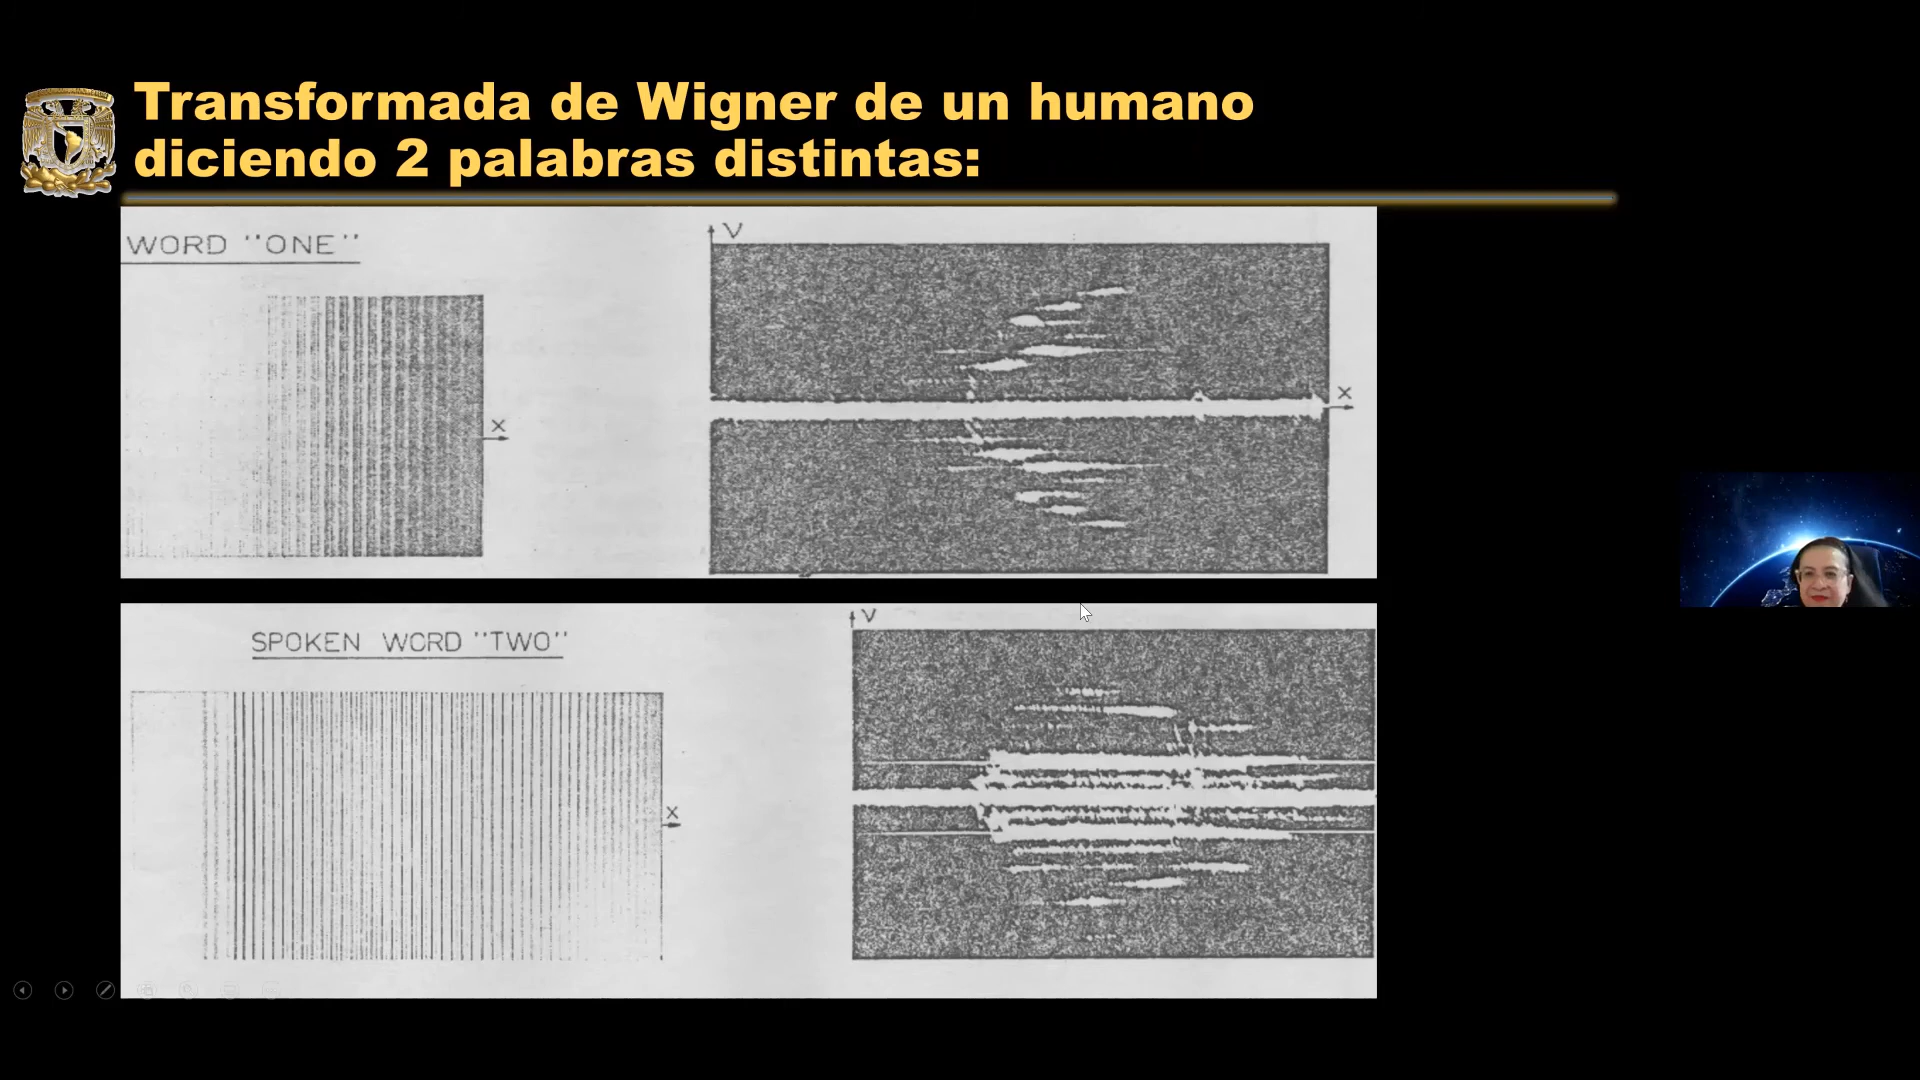 Transformada de Wigner de un humano
diciendo 2 palabras distintas:
WORD "ONE"
ν
x
x
SPOKEN WORD "TWO"
ν
x